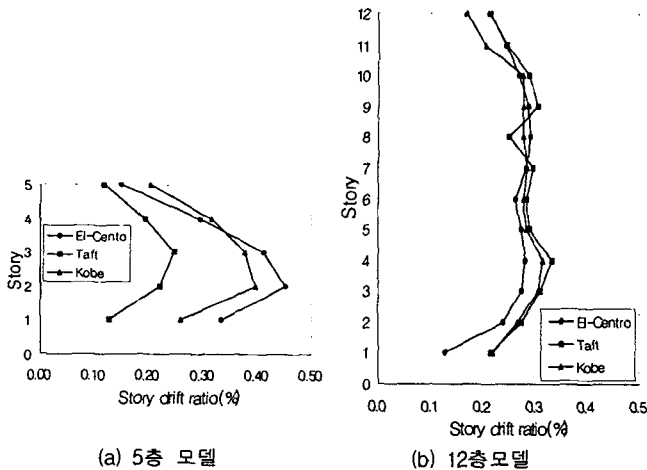 5
4
3
2
1
0
Story
El-Cento
Taft
Kobe
0.00 0.10 0.20 0.30 0.40 0.50
Story drift ratio(%)
(a) 5층 모델
12
11
10
9
8
7
6
5
4
3
2
1
0
Story
El-Centro
Taft
Kobe
0.0 0.1 0.2 0.3 0.4 0.5
Story drift ratio(%)
(b) 12층모델